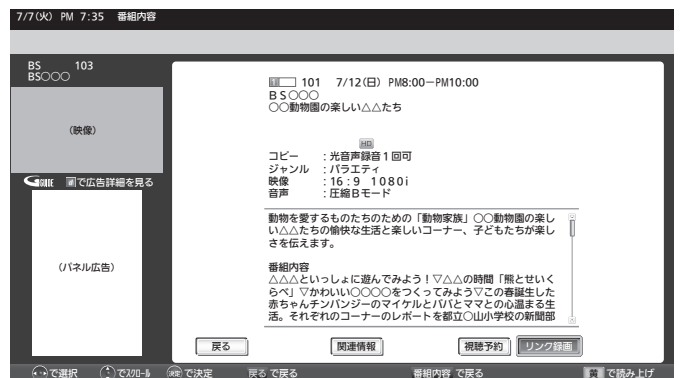 7/7(火) PM 7:35 番組内容
BS 103
BS○○○
(映像)
GUIDE 画で広告詳細を見る
(パネル広告)
101 7/12(日) PM8:00－PM10:00
BS○○○
○○動物園の楽しい△△たち
HD
コピー :光音声録音1回可
ジャンル :バラエティ
映像 :16:9 1080i
音声 :圧縮Bモード
動物を愛するものたちのための「動物家族」○○動物園の楽し
い△△たちの愉快な生活と楽しいコーナー、子どもたちが楽し
さを伝えます。
番組内容
△△△といっしょに遊んでみよう！▽△△の時間「熊とせいく
らべ」▽かわいい○○○○をつくってみよう▽この春誕生した
赤ちゃんチンパンジーのマイケルとパパとママとの心温まる生
活。それぞれのコーナーのレポートを都立○山小学校の新聞部
戻る 関連情報 視聴予約 リンク録画
で選択 でスクロール 決定 で決定 戻る で戻る 番組内容 で戻る 黄 で読み上げ